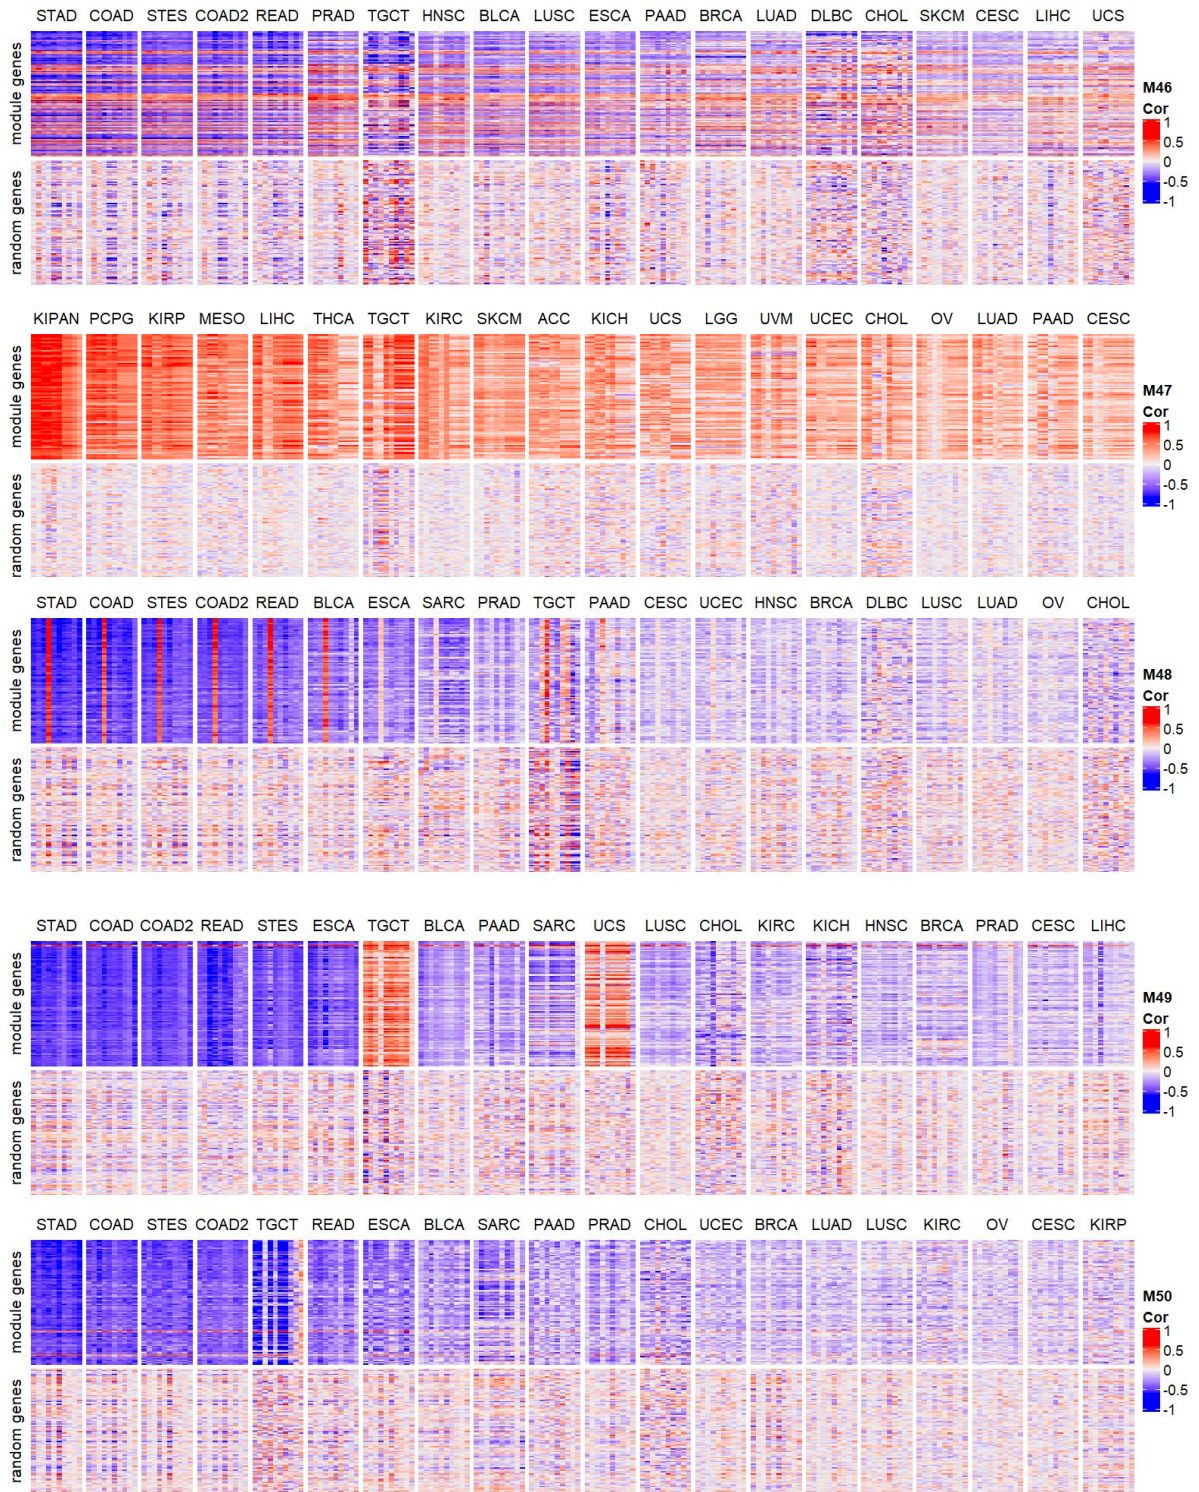 STAD COAD STES COAD2 READ PRAD TGCT HNSC BLCA LUSC ESCA PAAD BRCA LUAD DLBC CHOL SKCM CESC LIHC UCS
module genes
random genes
M46
Cor
1
0.5
0
-0.5
-1
KIPAN PCPG KIRP MESO LIHC THCA TGCT KIRC SKCM ACC KICH UCS LGG UVM UCEC CHOL OV LUAD PAAD CESC
module genes
random genes
M47
Cor
1
0.5
0
-0.5
-1
STAD COAD STES COAD2 READ BLCA ESCA SARC PRAD TGCT PAAD CESC UCEC HNSC BRCA DLBC LUSC LUAD OV CHOL
module genes
random genes
M48
Cor
1
0.5
0
-0.5
-1
STAD COAD COAD2 READ STES ESCA TGCT BLCA PAAD SARC UCS LUSC CHOL KIRC KICH HNSC BRCA PRAD CESC LIHC
module genes
random genes
M49
Cor
1
0.5
0
-0.5
-1
STAD COAD STES COAD2 TGCT READ ESCA BLCA SARC PAAD PRAD CHOL UCEC BRCA LUAD LUSC KIRC OV CESC KIRP
module genes
random genes
M50
Cor
1
0.5
0
-0.5
-1